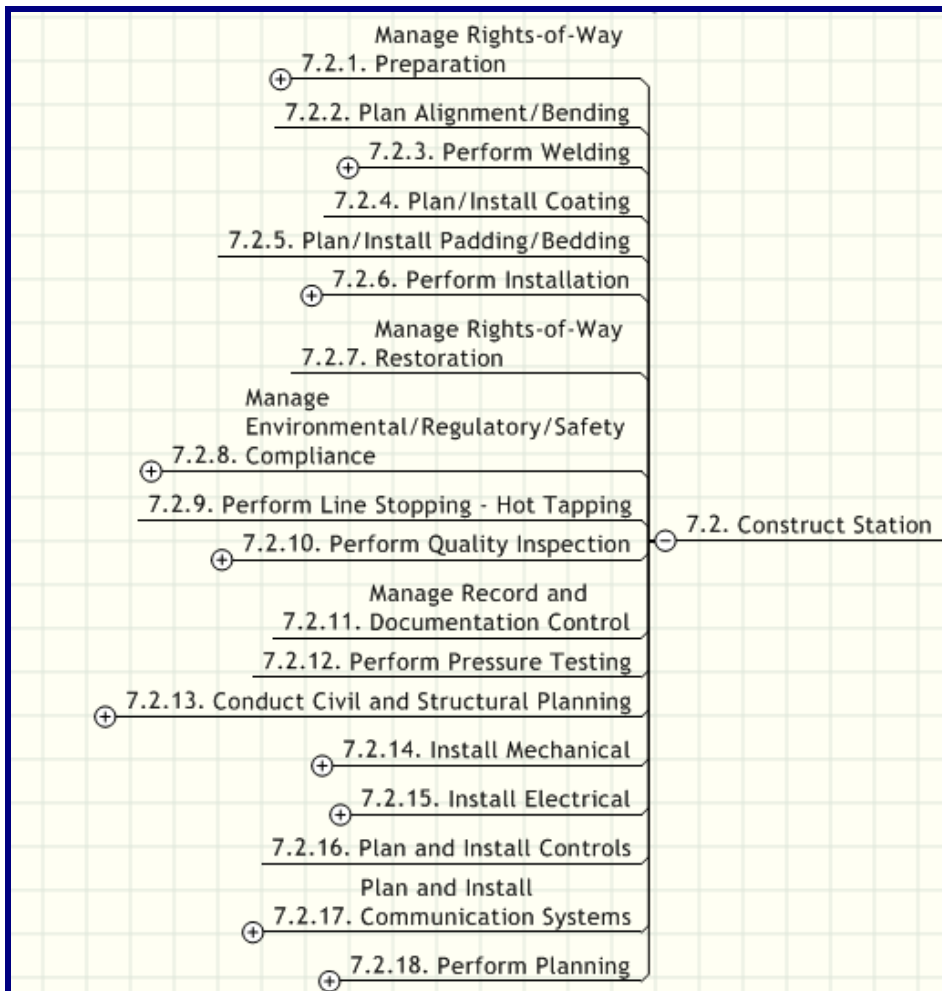 Manage Rights-of-Way
7.2.1. Preparation
7.2.2. Plan Alignment/Bending
7.2.3. Perform Welding
7.2.4. Plan/Install Coating
7.2.5. Plan/Install Padding/Bedding
7.2.6. Perform Installation
Manage Rights-of-Way
7.2.7. Restoration
Manage
Environmental/Regulatory/Safety
7.2.8. Compliance
7.2.9. Perform Line Stopping - Hot Tapping
7.2. Construct Station
7.2.10. Perform Quality Inspection
Manage Record and
7.2.11. Documentation Control
7.2.12. Perform Pressure Testing
7.2.13. Conduct Civil and Structural Planning
7.2.14. Install Mechanical
7.2.15. Install Electrical
7.2.16. Plan and Install Controls
Plan and Install
7.2.17. Communication Systems
7.2.18. Perform Planning